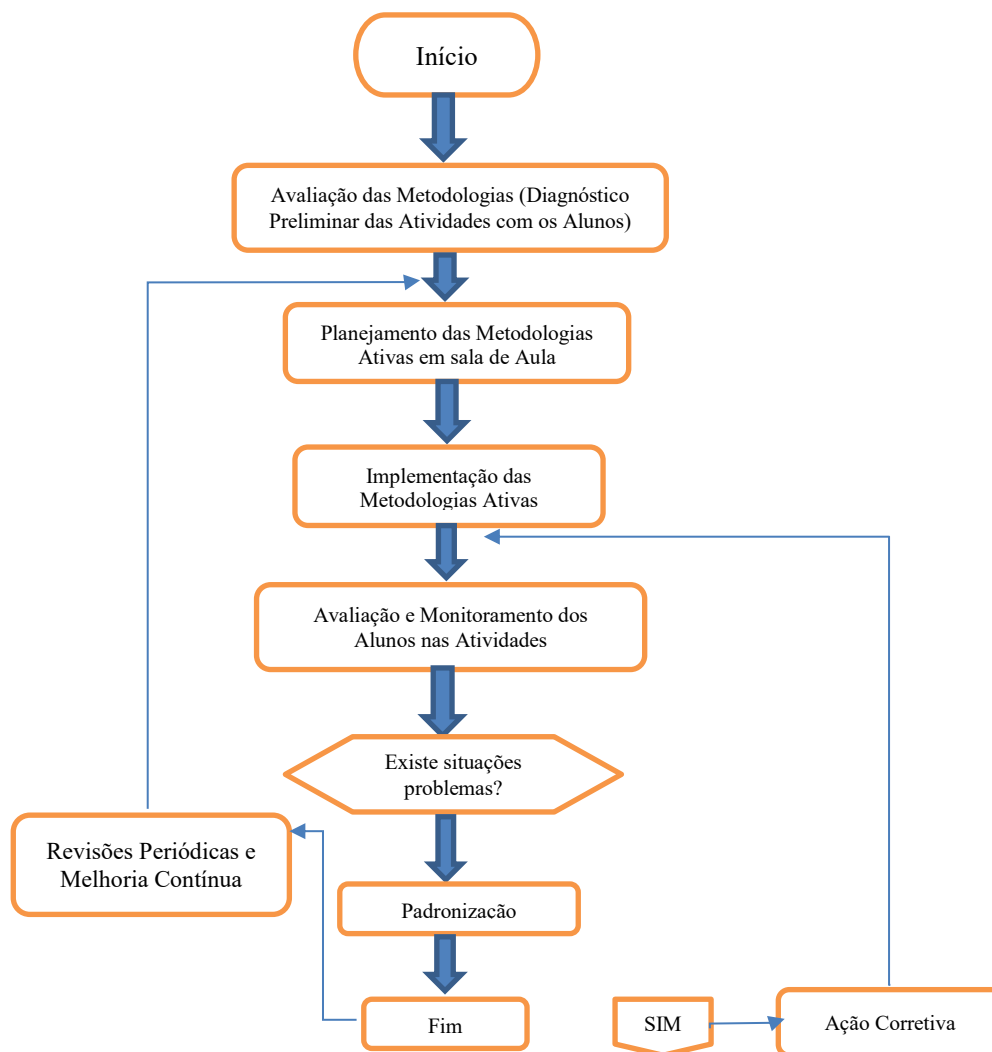 Início
Avaliação das Metodologias (Diagnóstico
Preliminar das Atividades com os Alunos)
Planejamento das Metodologias
Ativas em sala de Aula
Implementação das
Metodologias Ativas
Avaliação e Monitoramento dos
Alunos nas Atividades
Existe situações
problemas?
Revisões Periódicas e
Melhoria Contínua
Padronização
Fim
SIM
Ação Corretiva